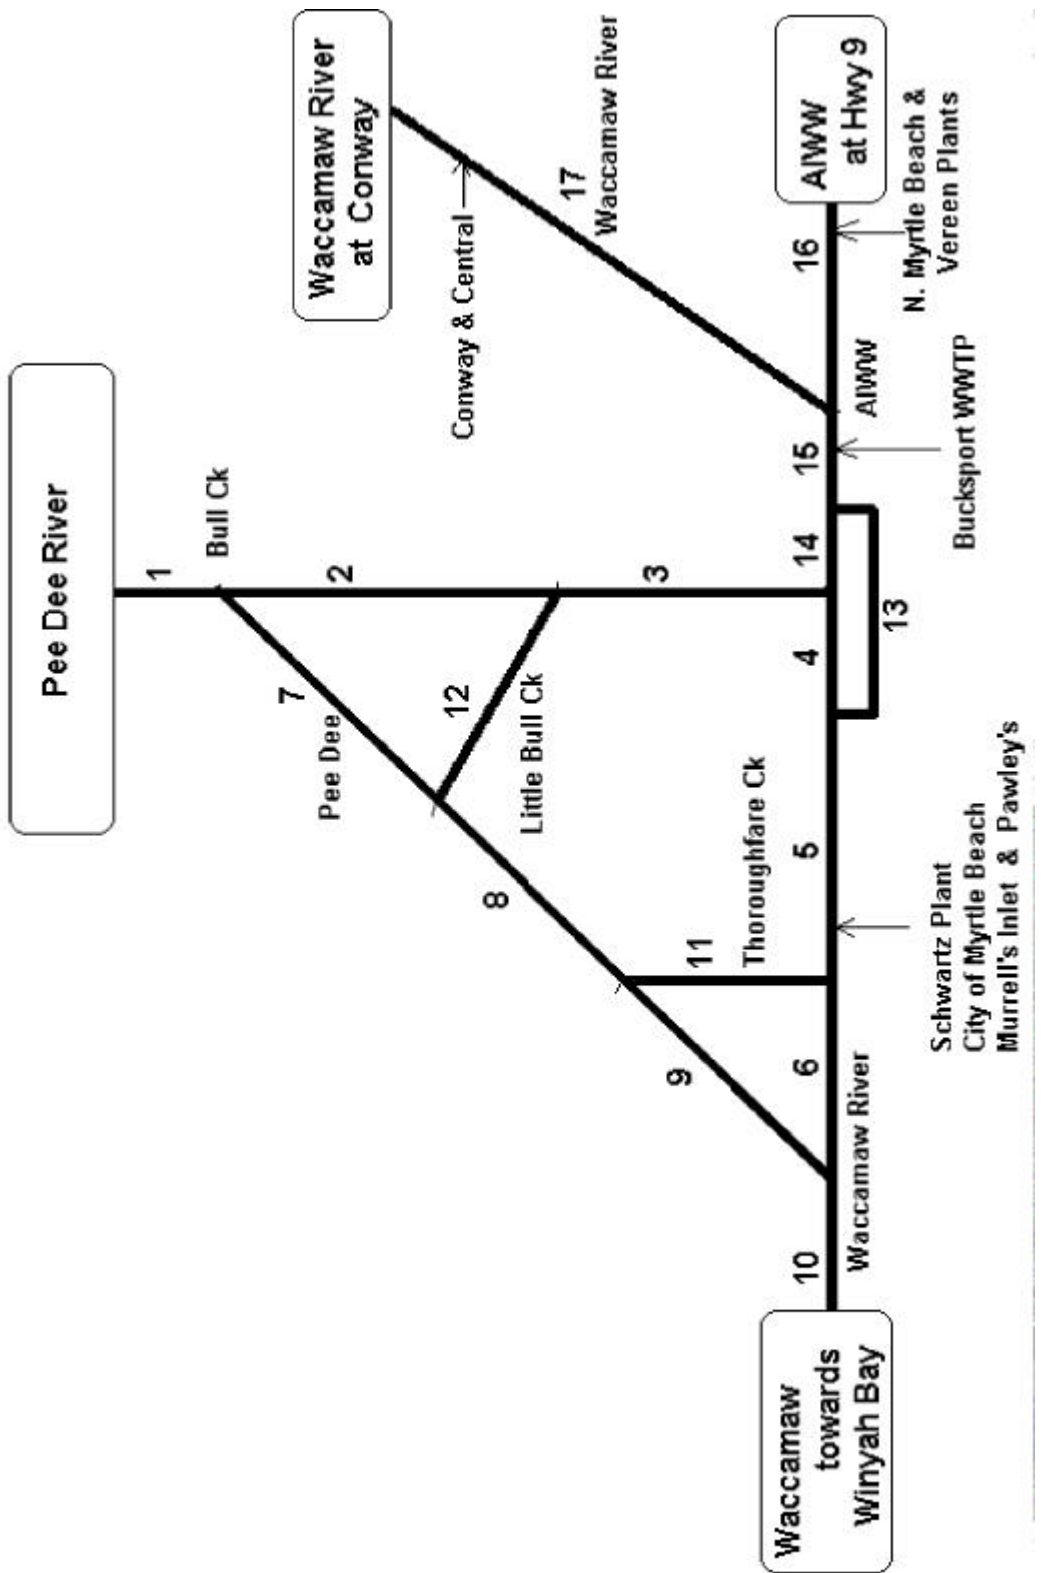 Pee Dee River
Waccamaw River
at Conway
1
Bull Ck
2
7
Pee Dee
12
Little Bull Ck
3
Conway & Central
17
Waccamaw River
8
11
Thoroughfare Ck
9
10
6
5
4
14
15
16
AIWW
at Hwy 9
Waccamaw
towards
Winyah Bay
Waccamaw River
13
AIWW
Schwartz Plant
City of Myrtle Beach
Murrell's Inlet & Pawley's
Bucksport WWTP
N. Myrtle Beach &
Vereen Plants